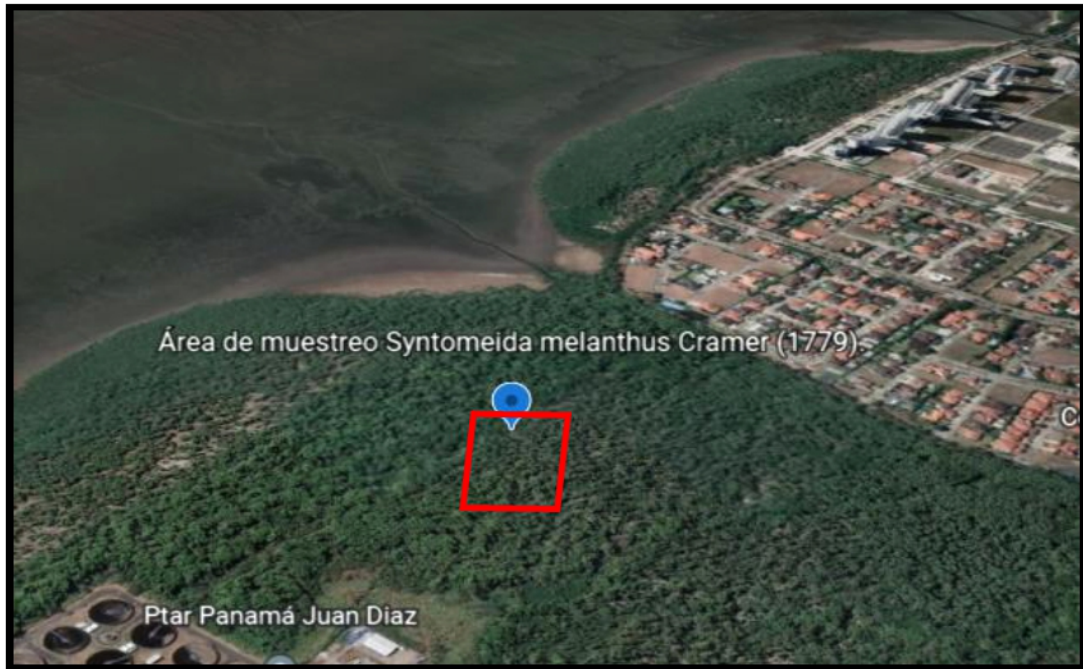 Área de muestreo Syntomeida melanthus Cramer (1779).
C
Ptar Panamá Juan Diaz